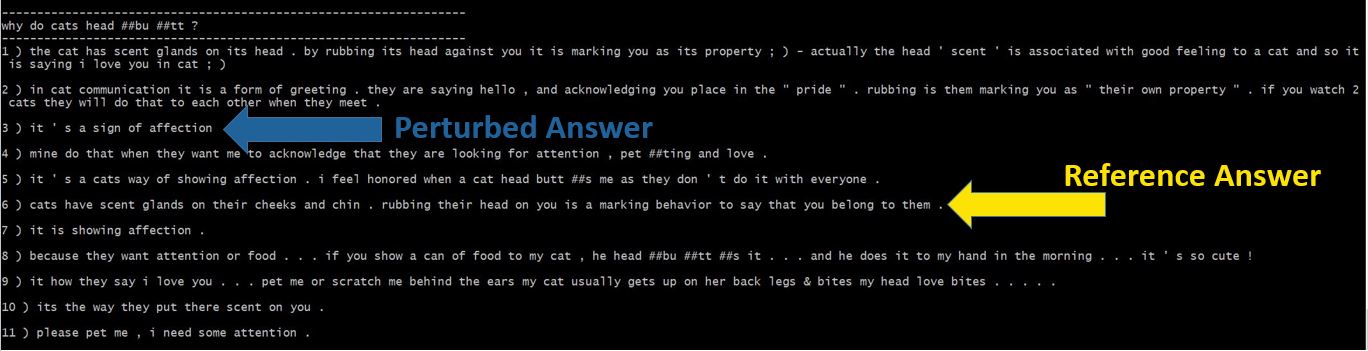 ----------------------------------------------------------------
why do cats head ##bu ##tt ?
----------------------------------------------------------------
1 ) the cat has scent glands on its head . by rubbing its head against you it is marking you as its property ; ) - actually the head ' scent ' is associated with good feeling to a cat and so it
is saying i love you in cat ; )
2 ) in cat communication it is a form of greeting . they are saying hello , and acknowledging you place in the " pride " . rubbing is them marking you as " their own property " . if you watch 2
cats they will do that to each other when they meet .
3 ) it ' s a sign of affection
Perturbed Answer
4 ) mine do that when they want me to acknowledge that they are looking for attention , pet ##ting and love .
5 ) it ' s a cats way of showing affection . i feel honored when a cat head butt ##s me as they don ' t do it with everyone .
Reference Answer
6 ) cats have scent glands on their cheeks and chin . rubbing their head on you is a marking behavior to say that you belong to them .
7 ) it is showing affection .
8 ) because they want attention or food . . . if you show a can of food to my cat , he head ##bu ##tt ##s it . . . and he does it to my hand in the morning . . . it ' s so cute !
9 ) it how they say i love you . . . pet me or scratch me behind the ears my cat usually gets up on her back legs & bites my head love bites . . . . .
10 ) its the way they put there scent on you .
11 ) please pet me , i need some attention .